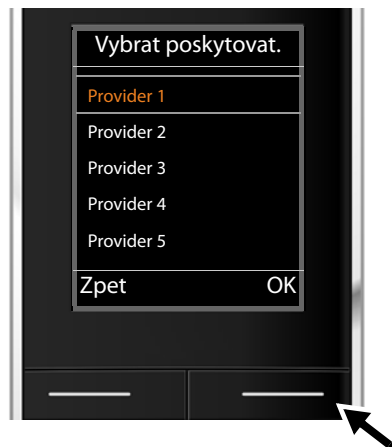 Vybrat poskytovat.
Provider 1
Provider 2
Provider 3
Provider 4
Provider 5
Zpet OK